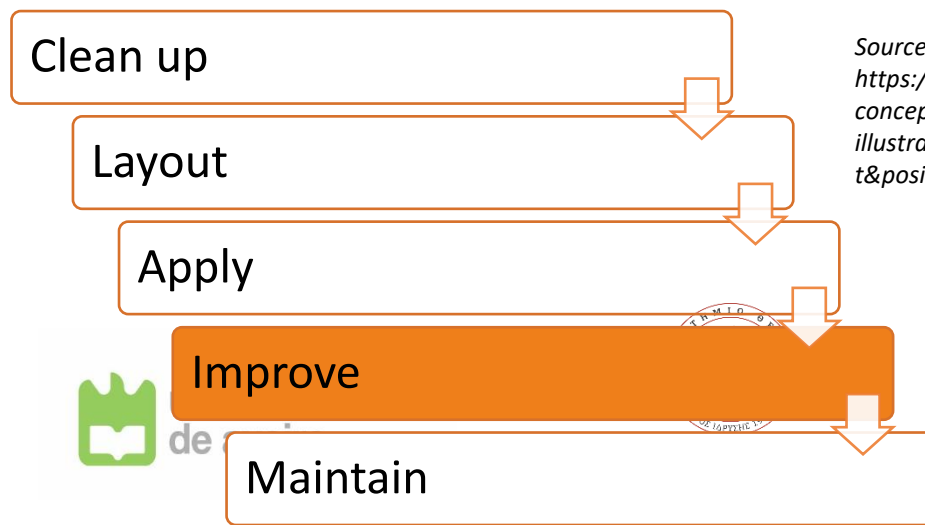 Clean up
Source
https:/
concep
illustra
t&posi
Layout
Apply
Improve
de
Maintain